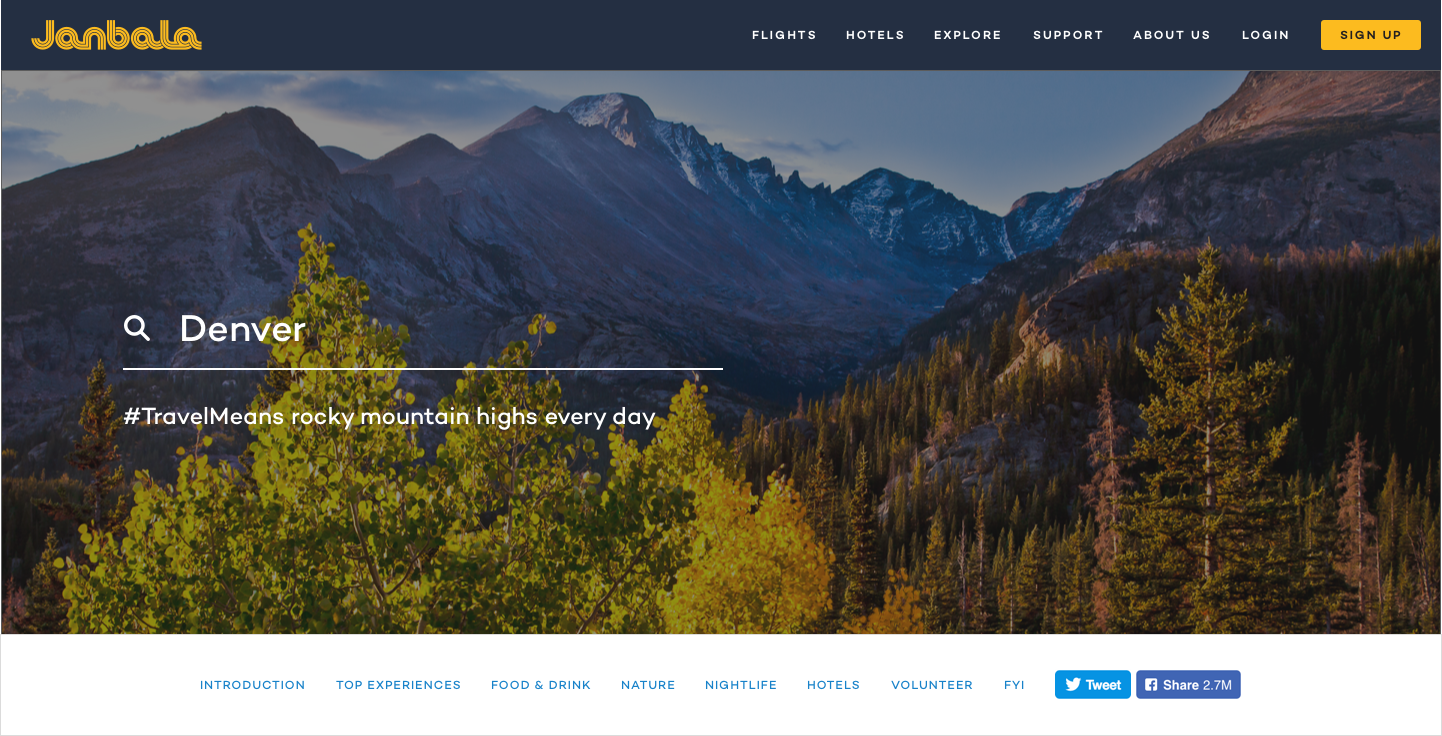 Janbala
FLIGHTS HOTELS EXPLORE SUPPORT ABOUT US LOGIN SIGN UP
Denver
#TravelMeans rocky mountain highs every day
INTRODUCTION TOP EXPERIENCES FOOD & DRINK NATURE NIGHTLIFE HOTELS VOLUNTEER FYI Tweet Share 2.7M